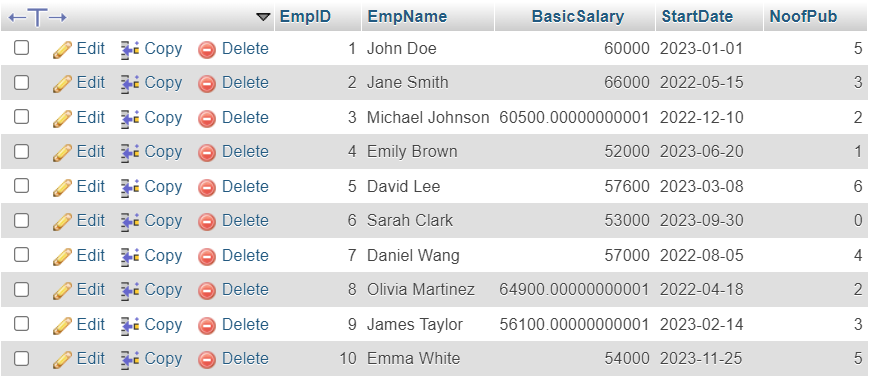 EmpID EmpName BasicSalary StartDate NoofPub
Edit Copy Delete 1 John Doe 60000 2023-01-01 5
Edit Copy Delete 2 Jane Smith 66000 2022-05-15 3
Edit Copy Delete 3 Michael Johnson 60500.00000000001 2022-12-10 2
Edit Copy Delete 4 Emily Brown 52000 2023-06-20 1
Edit Copy Delete 5 David Lee 57600 2023-03-08 6
Edit Copy Delete 6 Sarah Clark 53000 2023-09-30 0
Edit Copy Delete 7 Daniel Wang 57000 2022-08-05 4
Edit Copy Delete 8 Olivia Martinez 64900.00000000001 2022-04-18 2
Edit Copy Delete 9 James Taylor 56100.00000000001 2023-02-14 3
Edit Copy Delete 10 Emma White 54000 2023-11-25 5